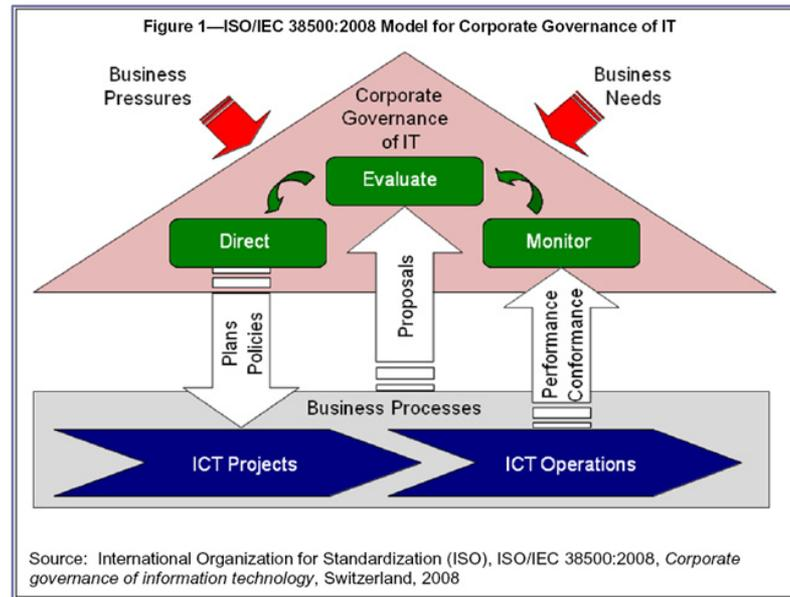 Figure 1—ISO/IEC 38500:2008 Model for Corporate Governance of IT
Business
Pressures
Business
Needs
Corporate
Governance
of IT
Evaluate
Direct
Monitor
Plans
Policies
Proposals
Performance
Conformance
Business Processes
ICT Projects
ICT Operations
Source: International Organization for Standardization (ISO), ISO/IEC 38500:2008, Corporate
governance of information technology, Switzerland, 2008